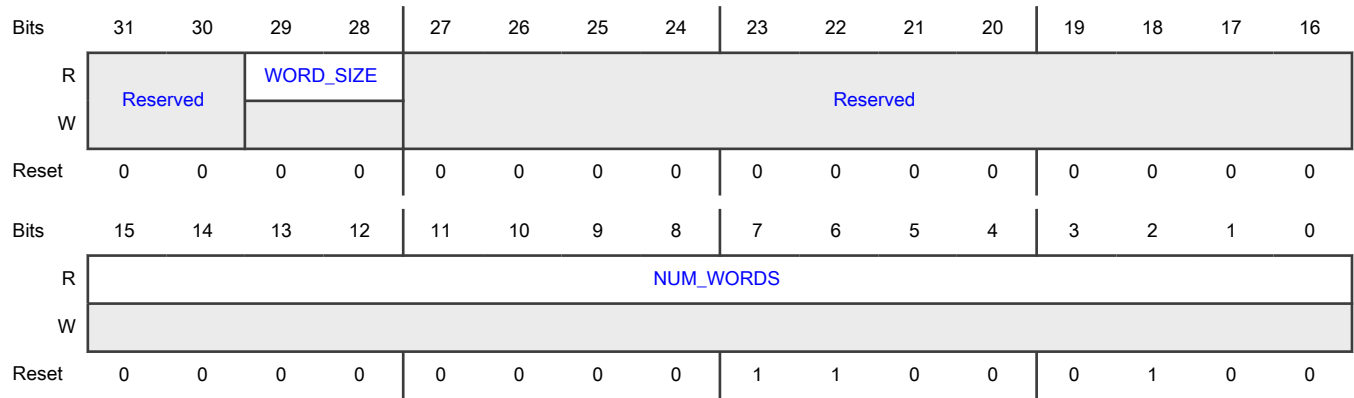 Bits 31 30 29 28 27 26 25 24 23 22 21 20 19 18 17 16
R WORD_SIZE
Reserved Reserved
W
Reset 0 0 0 0 0 0 0 0 0 0 0 0 0 0 0 0
Bits 15 14 13 12 11 10 9 8 7 6 5 4 3 2 1 0
R NUM_WORDS
W
Reset 0 0 0 0 0 0 0 0 1 1 0 0 0 1 0 0